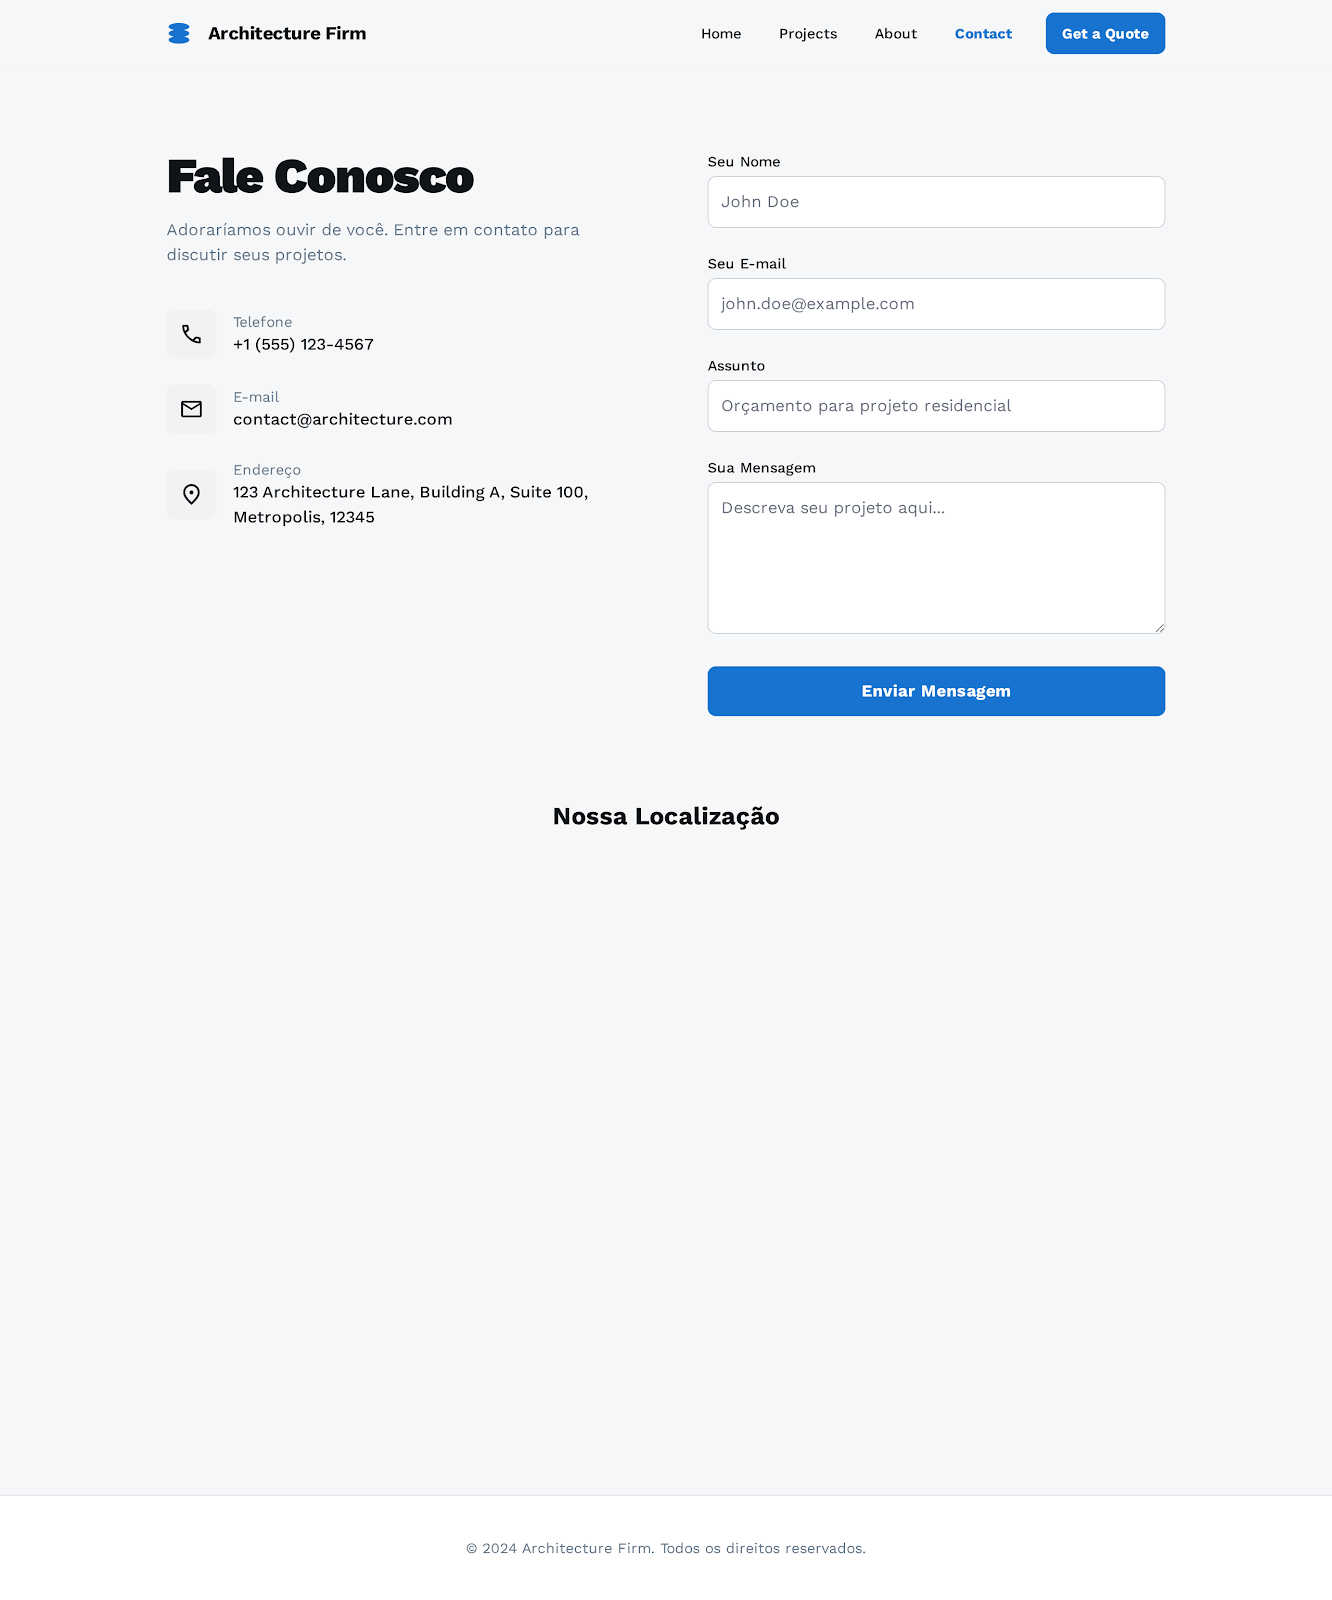 Architecture Firm
Home
Projects
About
Contact
Get a Quote
Fale Conosco
Adoraríamos ouvir de você. Entre em contato para
discutir seus projetos.
Telefone
+1 (555) 123-4567
E-mail
contact@architecture.com
Endereço
123 Architecture Lane, Building A, Suite 100,
Metropolis, 12345
Seu Nome
John Doe
Seu E-mail
john.doe@example.com
Assunto
Orçamento para projeto residencial
Sua Mensagem
Descreva seu projeto aqui...
Enviar Mensagem
Nossa Localização
© 2024 Architecture Firm. Todos os direitos reservados.